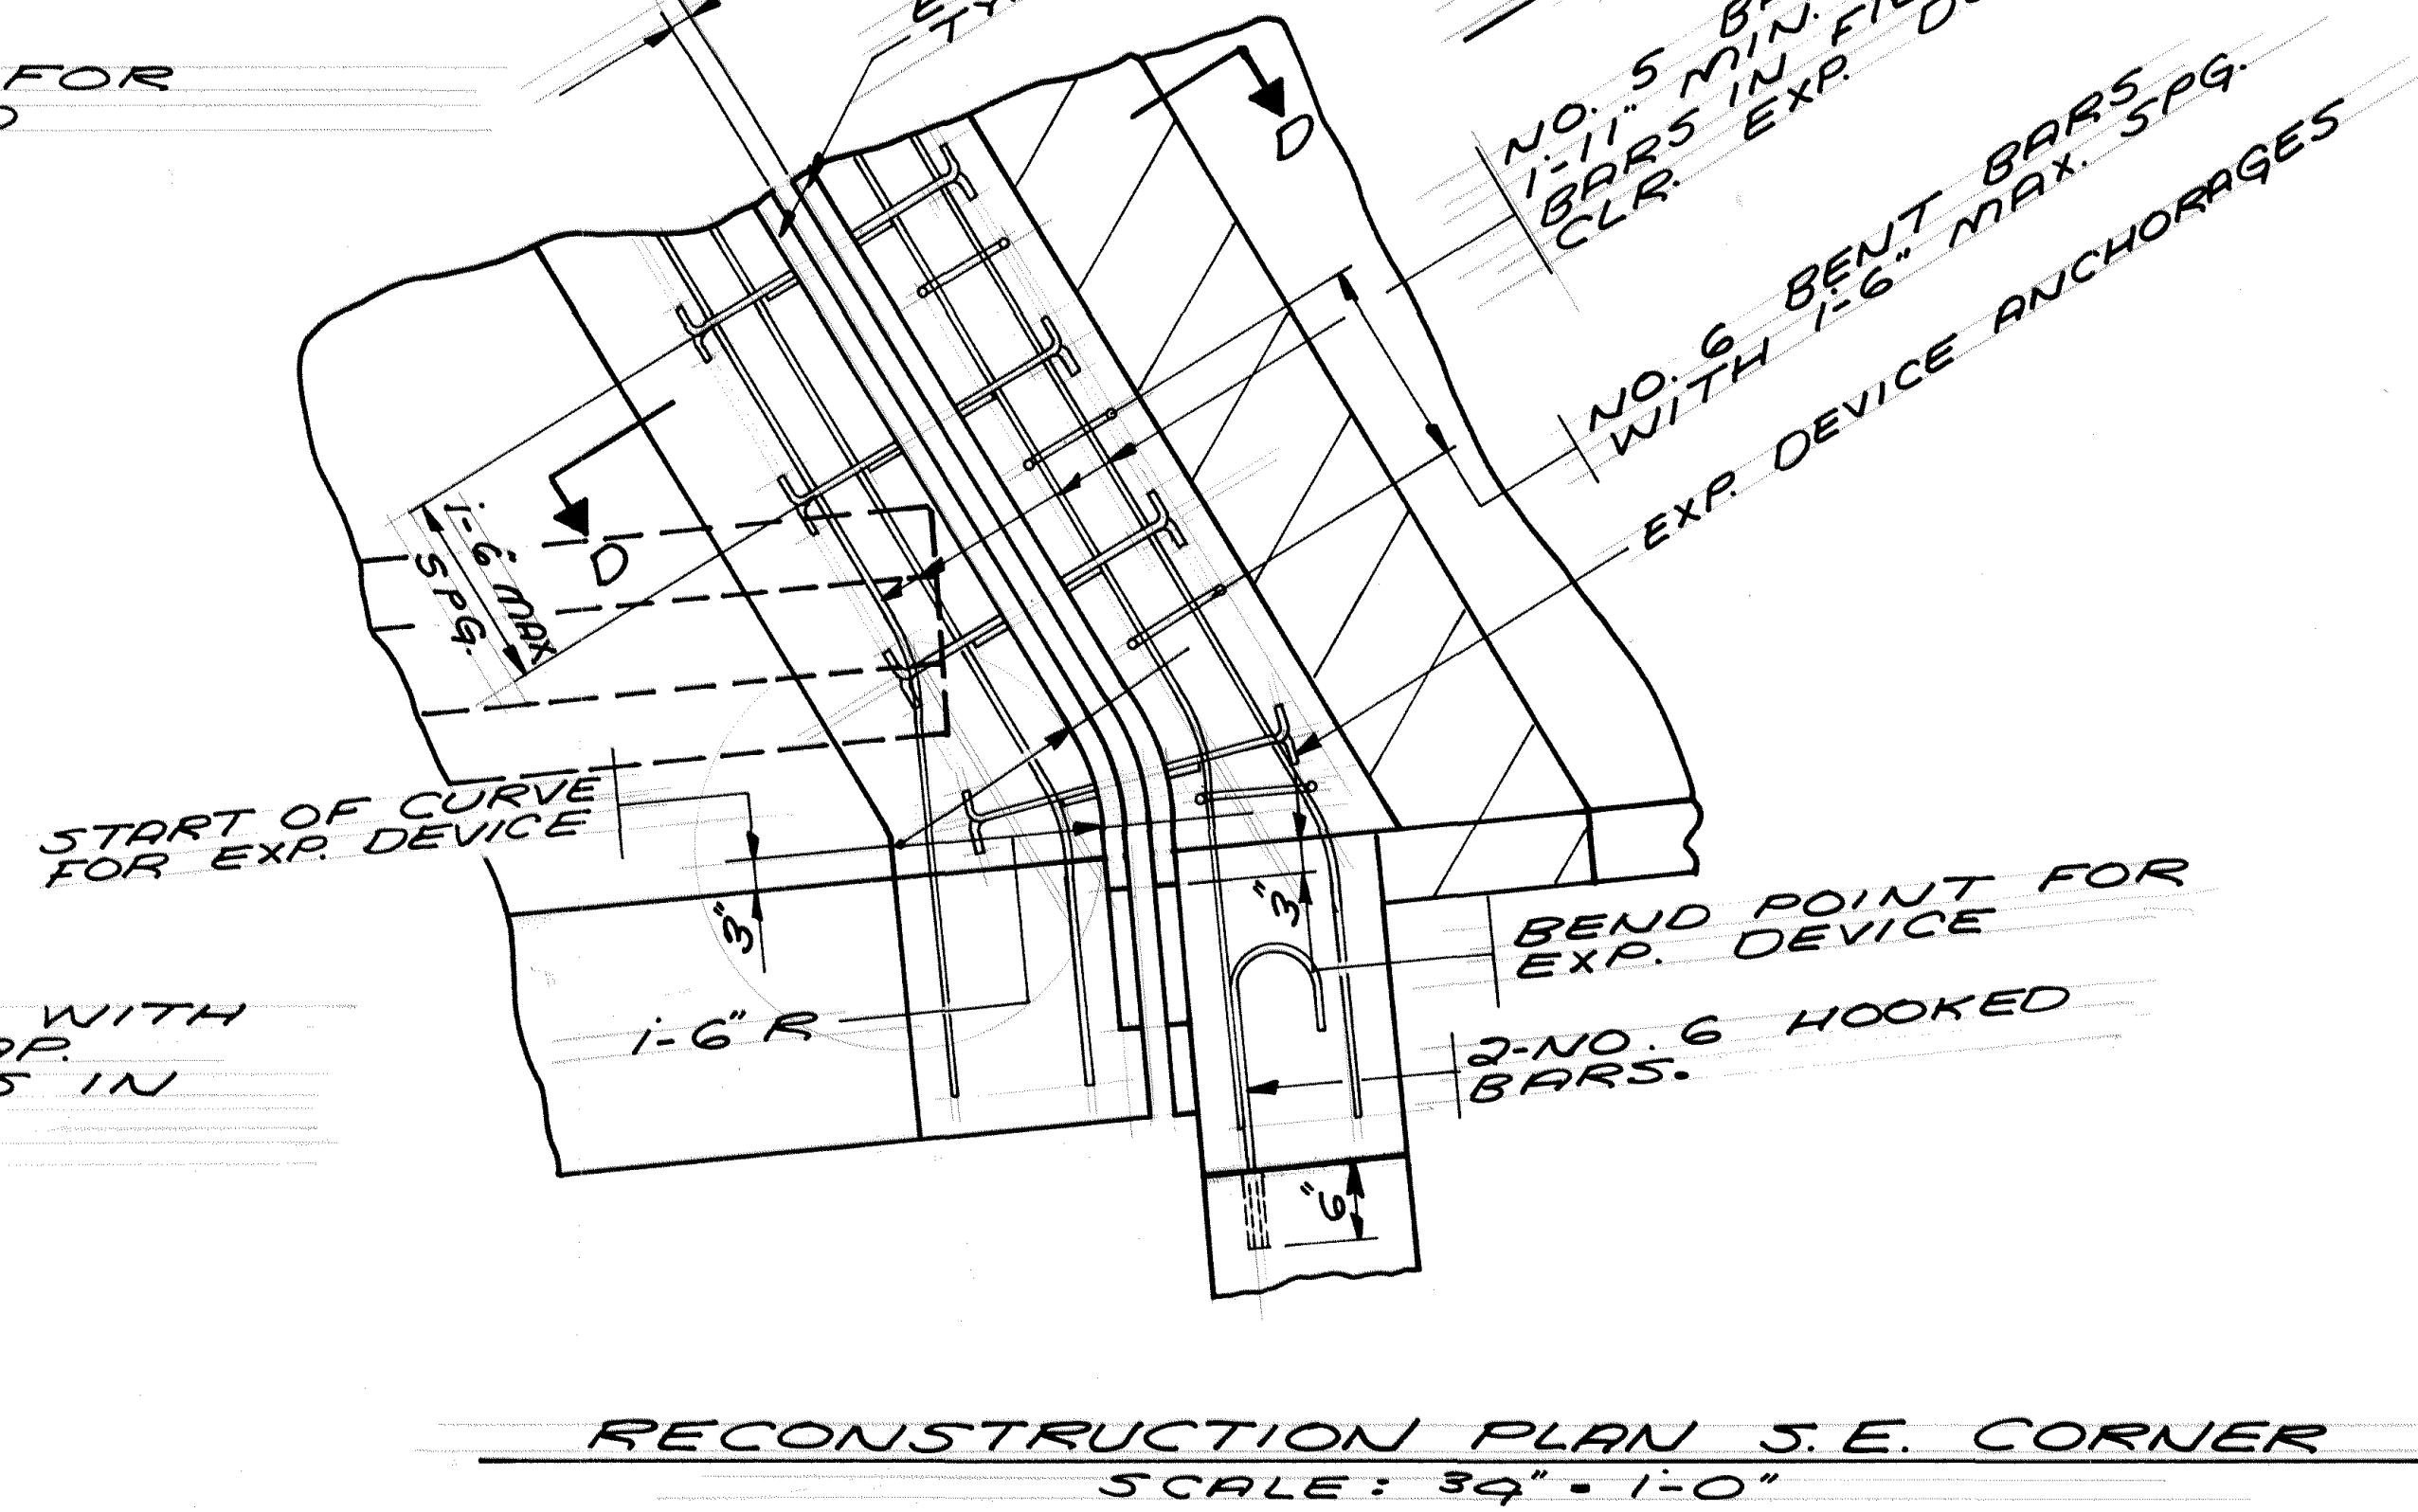 FOR
NO. 5
1'-11" MIN.
BARS IN
CLR. EXP.
NO. 6 BENT BARS
WITH 1'-6" MAX. SPG.
EXP. DEVICE ANCHORAGES
D
D
1'-6" MAX
SPG.
START OF CURVE
FOR EXP. DEVICE
3"
3"
1'-6" R
BEND POINT FOR
EXP. DEVICE
2-NO. 6 HOOKED
BARS.
6"
WITH
IN
RECONSTRUCTION PLAN S.E. CORNER
SCALE: 3/4" = 1'-0"